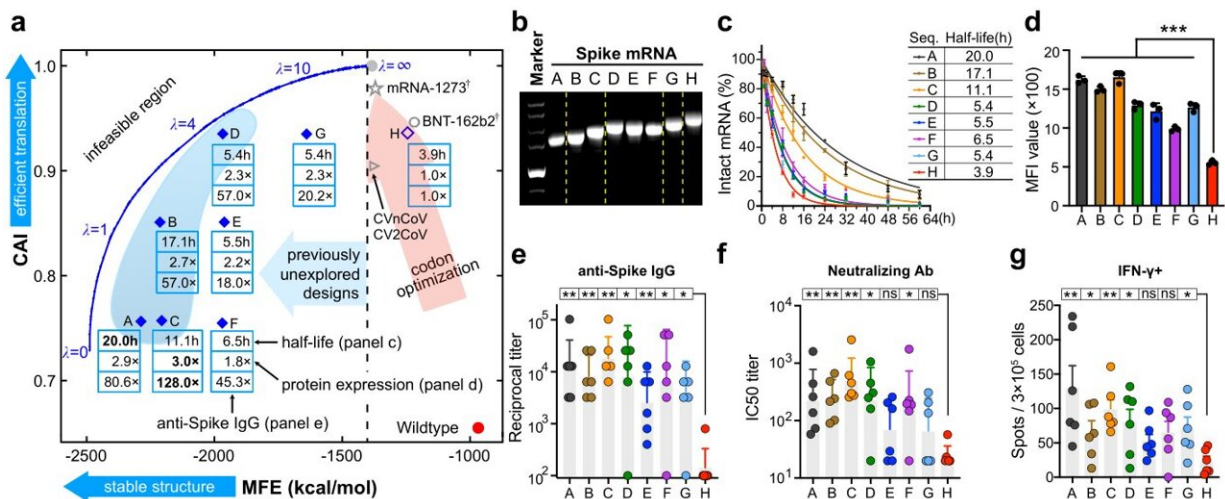 a
CAI
efficient translation
infeasible region
λ=0
λ=1
λ=4
λ=10
λ=∞
mRNA-1273†
BNT-162b2†
H
3.9h
1.0×
1.0×
CVnCoV
CV2CoV
codon
optimization
previously
unexplored
designs
D
5.4h
2.3×
57.0×
G
5.4h
2.3×
20.2×
B
17.1h
2.7×
57.0×
E
5.5h
2.2×
18.0×
A
20.0h
2.9×
80.6×
C
11.1h
3.0×
128.0×
F
6.5h
1.8×
45.3×
half-life (panel c)
protein expression (panel d)
anti-Spike IgG (panel e)
Wildtype
1.0
0.9
0.8
0.7
-2500 -2000 -1500 -1000
stable structure
MFE (kcal/mol)
b
Spike mRNA
Marker
A B C D E F G H
c
Intact mRNA (%)
100
80
60
40
20
0
0 8 16 24 32 40 48 56 64(h)
Seq. Half-life(h)
A 20.0
B 17.1
C 11.1
D 5.4
E 5.5
F 6.5
G 5.4
H 3.9
d
MFI value (×100)
20
15
10
5
0
***
A B C D E F G H
e
anti-Spike IgG
** ** ** * ** * *
Reciprocal titer
10⁵
10⁴
10³
10²
A B C D E F G H
f
Neutralizing Ab
** ** ** * ns * ns
IC50 titer
10⁴
10³
10²
10¹
A B C D E F G H
g
IFN-γ+
** * ** * ns ns *
Spots / 3×10⁵ cells
250
200
150
100
50
0
A B C D E F G H